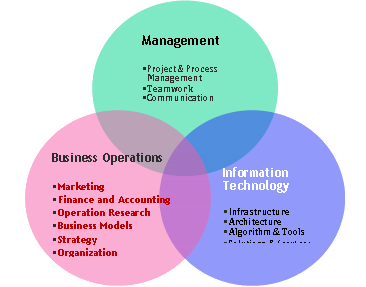 Management
▪Project & Process
Management
▪Teamwork
▪Communication
Business Operations
▪Marketing
▪Finance and Accounting
▪Operation Research
▪Business Models
▪Strategy
▪Organization
Information
Technology
▪Infrastructure
▪Architecture
▪Algorithm & Tools